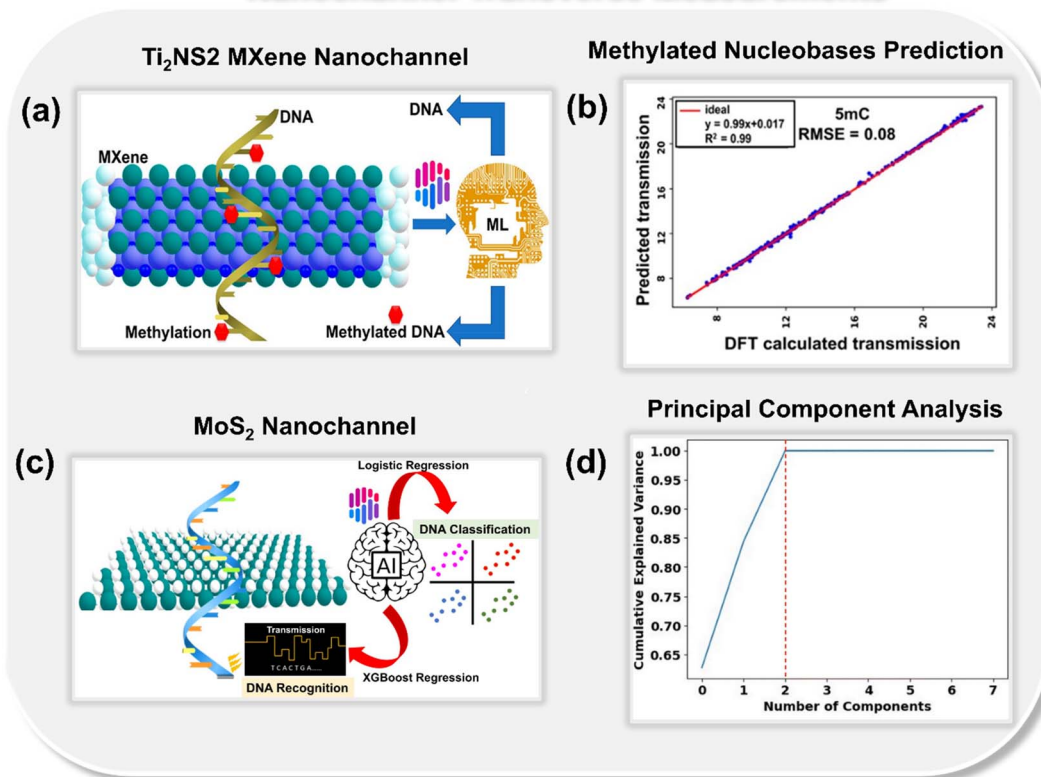 Nanochannel Transverse Measurements
Ti₂NS2 MXene Nanochannel
(a)
DNA
DNA
MXene
ML
Methylation
Methylated DNA
Methylated Nucleobases Prediction
(b)
ideal
y = 0.99x+0.017
R² = 0.99
5mC
RMSE = 0.08
Predicted transmission
24
20
16
12
8
8
12
16
20
24
DFT calculated transmission
MoS₂ Nanochannel
(c)
Logistic Regression
DNA Classification
AI
Transmission
TCACTGA......
XGBoost Regression
DNA Recognition
Principal Component Analysis
(d)
Cumulative Explained Variance
1.00
0.95
0.90
0.85
0.80
0.75
0.70
0.65
0 1 2 3 4 5 6 7
Number of Components